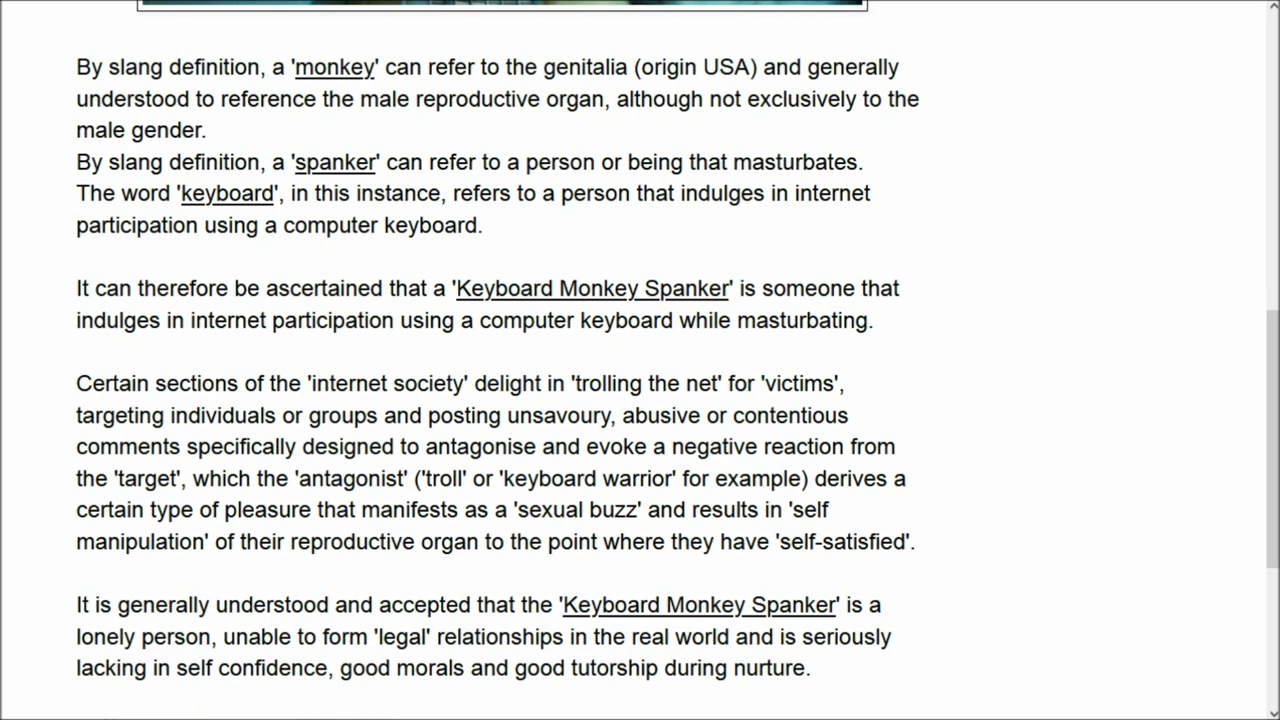 By slang definition, a 'monkey' can refer to the genitalia (origin USA) and generally
understood to reference the male reproductive organ, although not exclusively to the
male gender.
By slang definition, a 'spanker' can refer to a person or being that masturbates.
The word 'keyboard', in this instance, refers to a person that indulges in internet
participation using a computer keyboard.
It can therefore be ascertained that a 'Keyboard Monkey Spanker' is someone that
indulges in internet participation using a computer keyboard while masturbating.
Certain sections of the 'internet society' delight in 'trolling the net' for 'victims',
targeting individuals or groups and posting unsavoury, abusive or contentious
comments specifically designed to antagonise and evoke a negative reaction from
the 'target', which the 'antagonist' ('troll' or 'keyboard warrior' for example) derives a
certain type of pleasure that manifests as a 'sexual buzz' and results in 'self
manipulation' of their reproductive organ to the point where they have 'self-satisfied'.
It is generally understood and accepted that the 'Keyboard Monkey Spanker' is a
lonely person, unable to form 'legal' relationships in the real world and is seriously
lacking in self confidence, good morals and good tutorship during nurture.